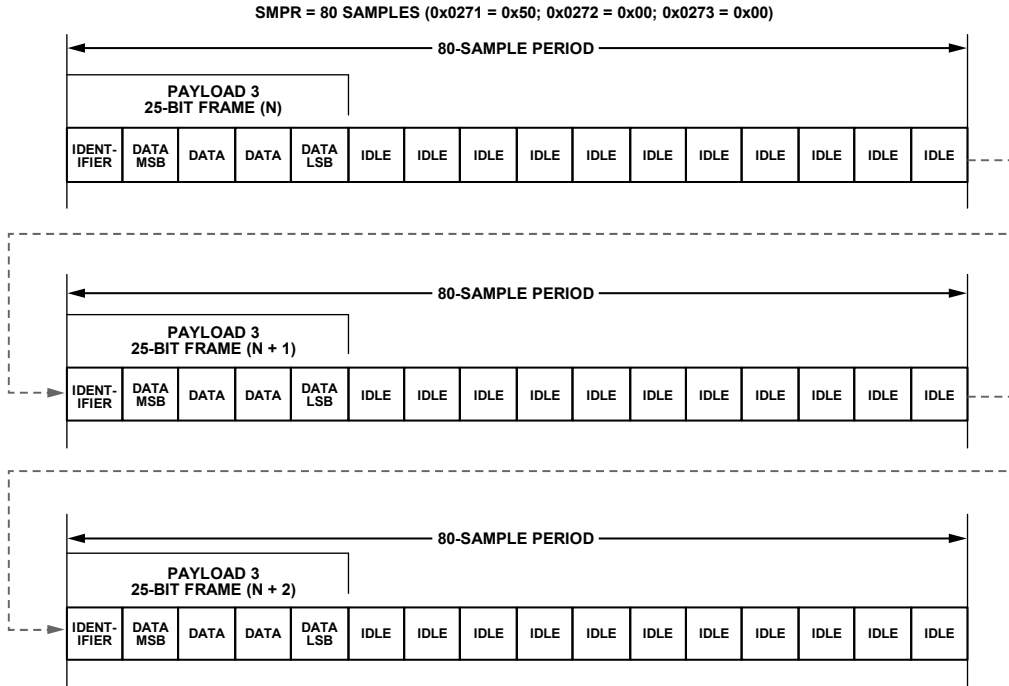 SMPR = 80 SAMPLES (0x0271 = 0x50; 0x0272 = 0x00; 0x0273 = 0x00)
80-SAMPLE PERIOD
PAYLOAD 3
25-BIT FRAME (N)
IDENT-
IFIER
DATA
MSB
DATA
DATA
DATA
LSB
IDLE
IDLE
IDLE
IDLE
IDLE
IDLE
IDLE
IDLE
IDLE
IDLE
IDLE
80-SAMPLE PERIOD
PAYLOAD 3
25-BIT FRAME (N + 1)
IDENT-
IFIER
DATA
MSB
DATA
DATA
DATA
LSB
IDLE
IDLE
IDLE
IDLE
IDLE
IDLE
IDLE
IDLE
IDLE
IDLE
IDLE
80-SAMPLE PERIOD
PAYLOAD 3
25-BIT FRAME (N + 2)
IDENT-
IFIER
DATA
MSB
DATA
DATA
DATA
LSB
IDLE
IDLE
IDLE
IDLE
IDLE
IDLE
IDLE
IDLE
IDLE
IDLE
IDLE